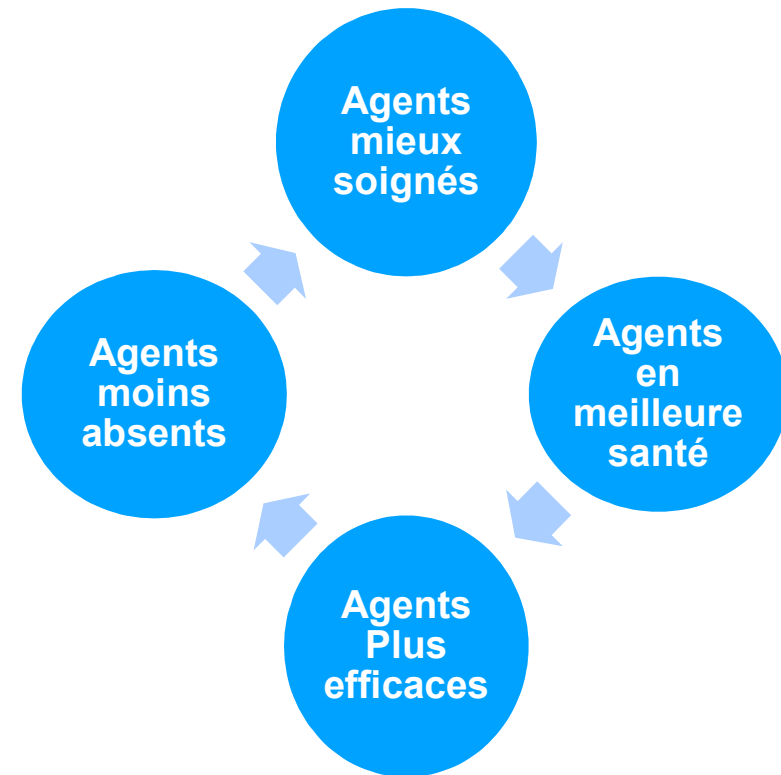 Agents
mieux
soignés
Agents
en
meilleure
santé
Agents
Plus
efficaces
Agents
moins
absents